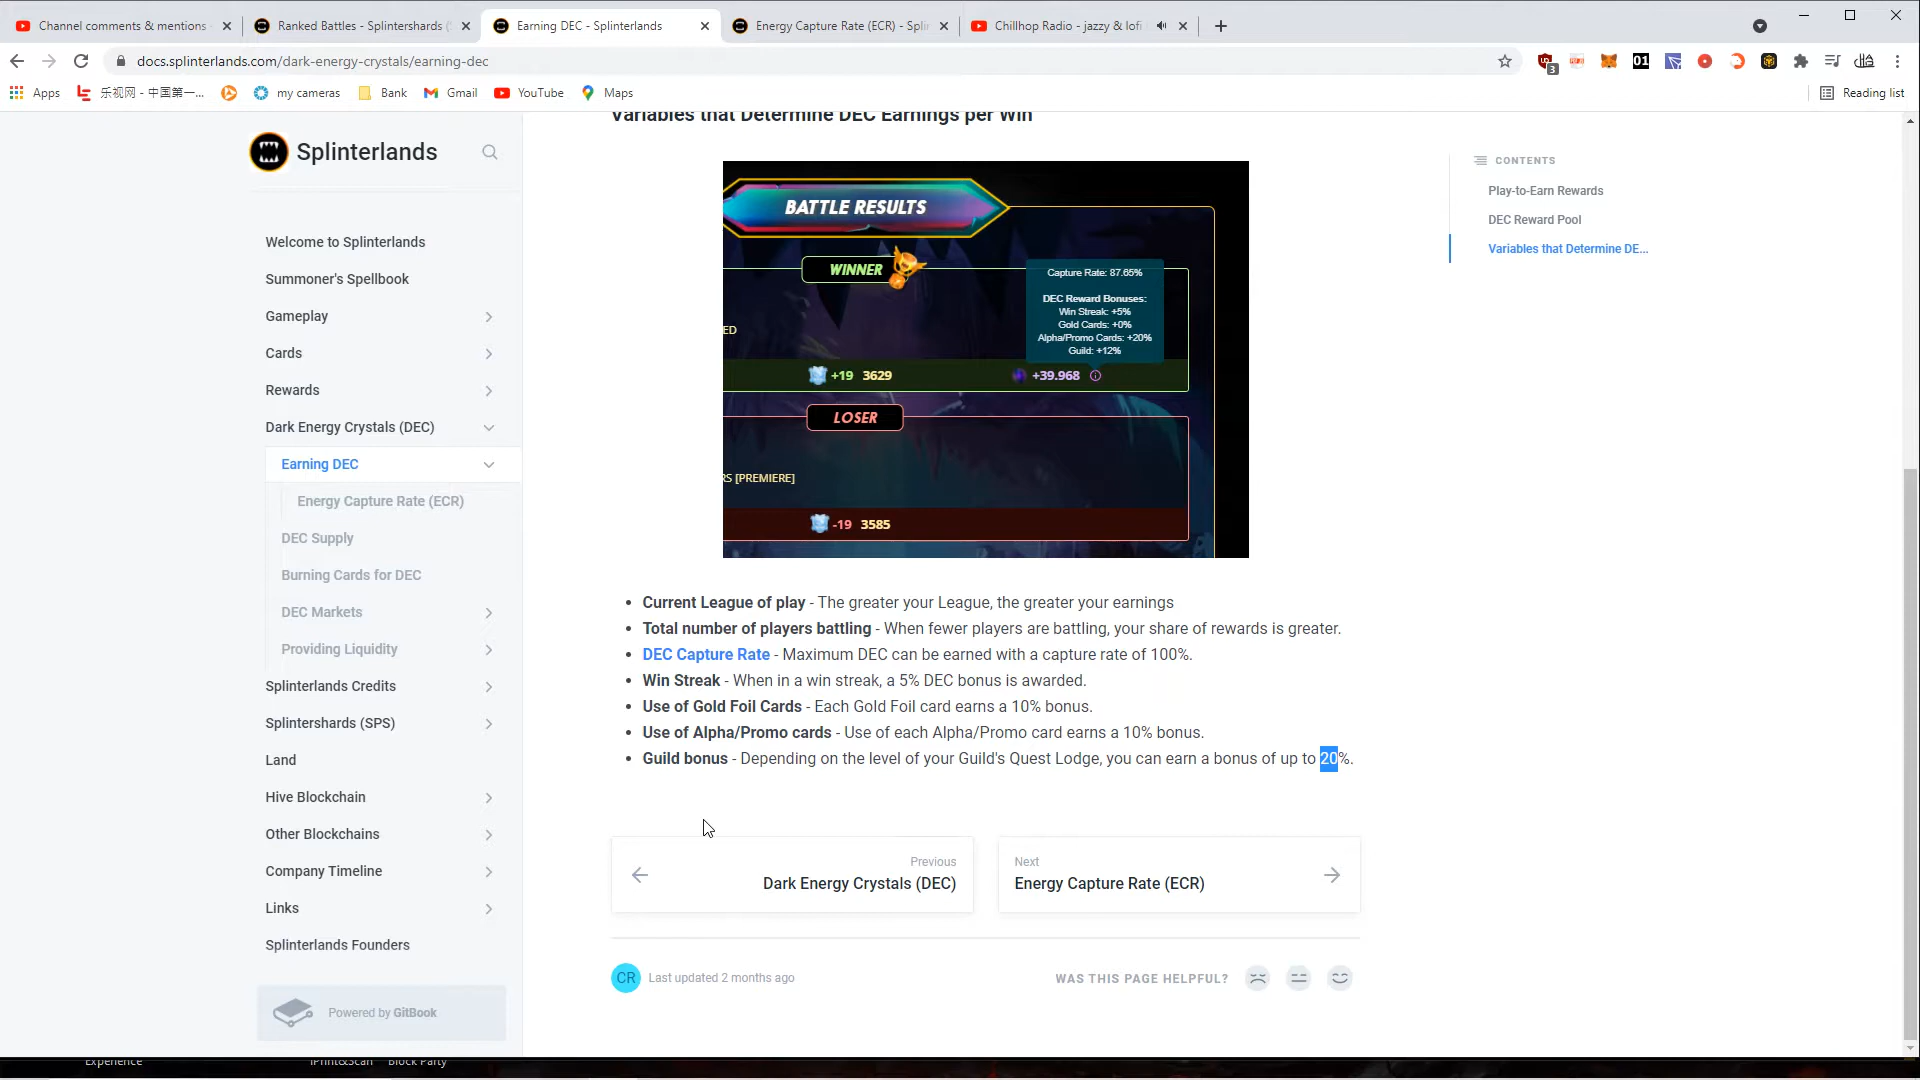 Channel comments & mentions
Ranked Battles - Splintershards (
Earning DEC - Splinterlands
Energy Capture Rate (ECR) - Spli
Chillhop Radio - jazzy & lofi
docs.splinterlands.com/dark-energy-crystals/earning-dec
3
01
Apps
乐视网 - 中国第一...
my cameras
Bank
Gmail
YouTube
Maps
Reading list
Splinterlands
Welcome to Splinterlands
Summoner's Spellbook
Gameplay
Cards
Rewards
Dark Energy Crystals (DEC)
Earning DEC
Energy Capture Rate (ECR)
DEC Supply
Burning Cards for DEC
DEC Markets
Providing Liquidity
Splinterlands Credits
Splintershards (SPS)
Land
Hive Blockchain
Other Blockchains
Company Timeline
Links
Splinterlands Founders
Powered by GitBook
Variables that Determine DEC Earnings per Win
BATTLE RESULTS
WINNER
Capture Rate: 87.65%
DEC Reward Bonuses:
Win Streak: +5%
Gold Cards: +0%
Alpha/Promo Cards: +20%
Guild: +12%
ED
+19 3629
+39.968
LOSER
RS [PREMIERE]
-19 3585
• Current League of play - The greater your League, the greater your earnings
• Total number of players battling - When fewer players are battling, your share of rewards is greater.
• DEC Capture Rate - Maximum DEC can be earned with a capture rate of 100%.
• Win Streak - When in a win streak, a 5% DEC bonus is awarded.
• Use of Gold Foil Cards - Each Gold Foil card earns a 10% bonus.
• Use of Alpha/Promo cards - Use of each Alpha/Promo card earns a 10% bonus.
• Guild bonus - Depending on the level of your Guild's Quest Lodge, you can earn a bonus of up to 20%.
Previous
Dark Energy Crystals (DEC)
Next
Energy Capture Rate (ECR)
CR
Last updated 2 months ago
WAS THIS PAGE HELPFUL?
CONTENTS
Play-to-Earn Rewards
DEC Reward Pool
Variables that Determine DE...
Experience
iPrint&Scan
Block Party